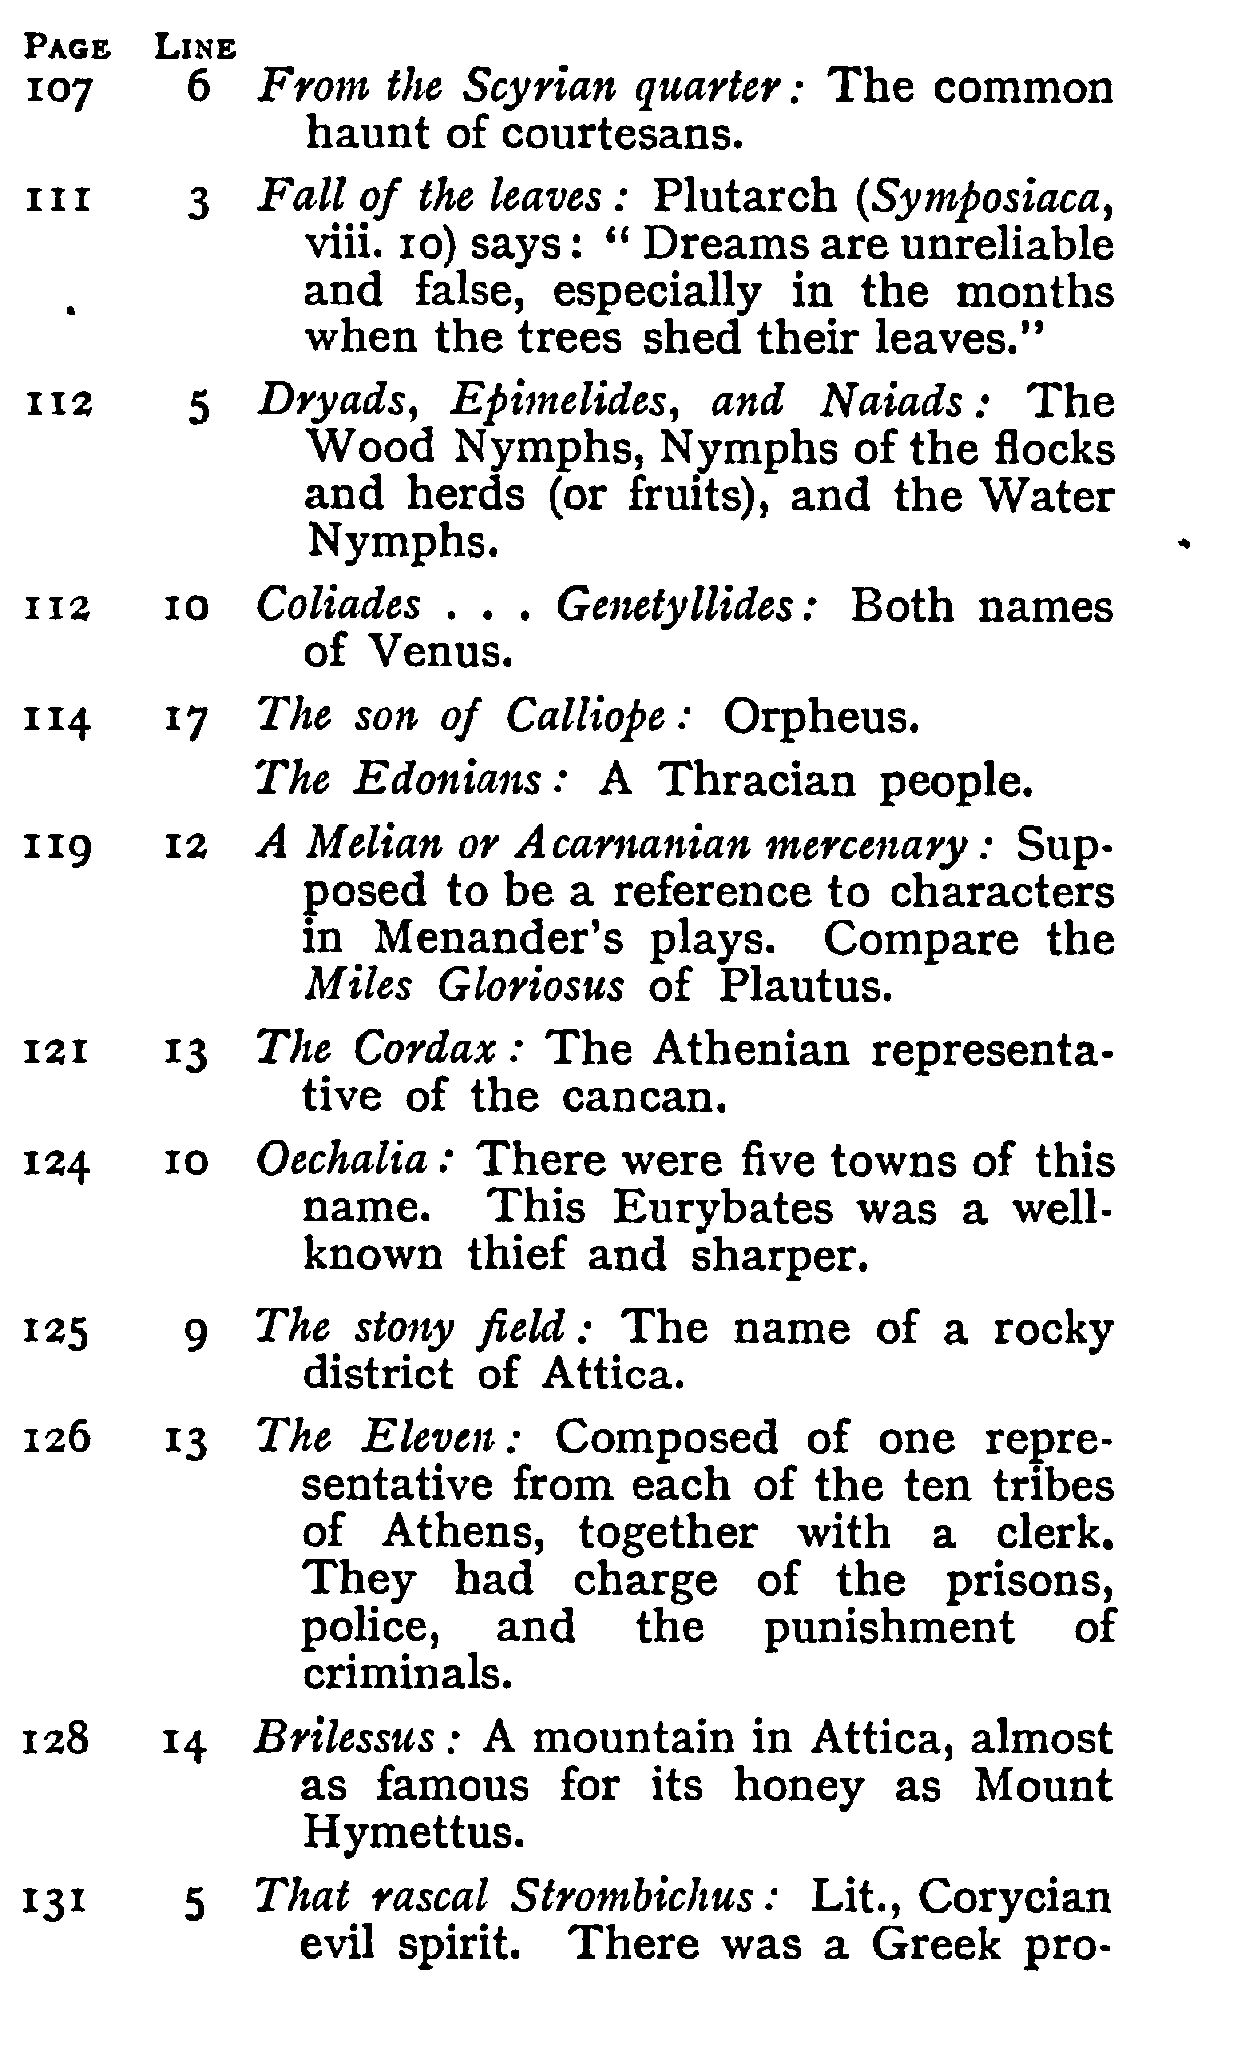 PAGE LINE
107 6 From the Scyrian quarter: The common
haunt of courtesans.
111 3 Fall of the leaves: Plutarch (Symposiaca,
viii. 10) says: "Dreams are unreliable
and false, especially in the months
when the trees shed their leaves."
112 5 Dryads, Epimelides, and Naiads: The
Wood Nymphs, Nymphs of the flocks
and herds (or fruits), and the Water
Nymphs.
112 10 Coliades . . . Genetyllides: Both names
of Venus.
114 17 The son of Calliope: Orpheus.
The Edonians: A Thracian people.
119 12 A Melian or Acarnanian mercenary: Sup-
posed to be a reference to characters
in Menander's plays. Compare the
Miles Gloriosus of Plautus.
121 13 The Cordax: The Athenian representa-
tive of the cancan.
124 10 Oechalia: There were five towns of this
name. This Eurybates was a well-
known thief and sharper.
125 9 The stony field: The name of a rocky
district of Attica.
126 13 The Eleven: Composed of one repre-
sentative from each of the ten tribes
of Athens, together with a clerk.
They had charge of the prisons,
police, and the punishment of
criminals.
128 14 Brilessus: A mountain in Attica, almost
as famous for its honey as Mount
Hymettus.
131 5 That rascal Strombichus: Lit., Corycian
evil spirit. There was a Greek pro-